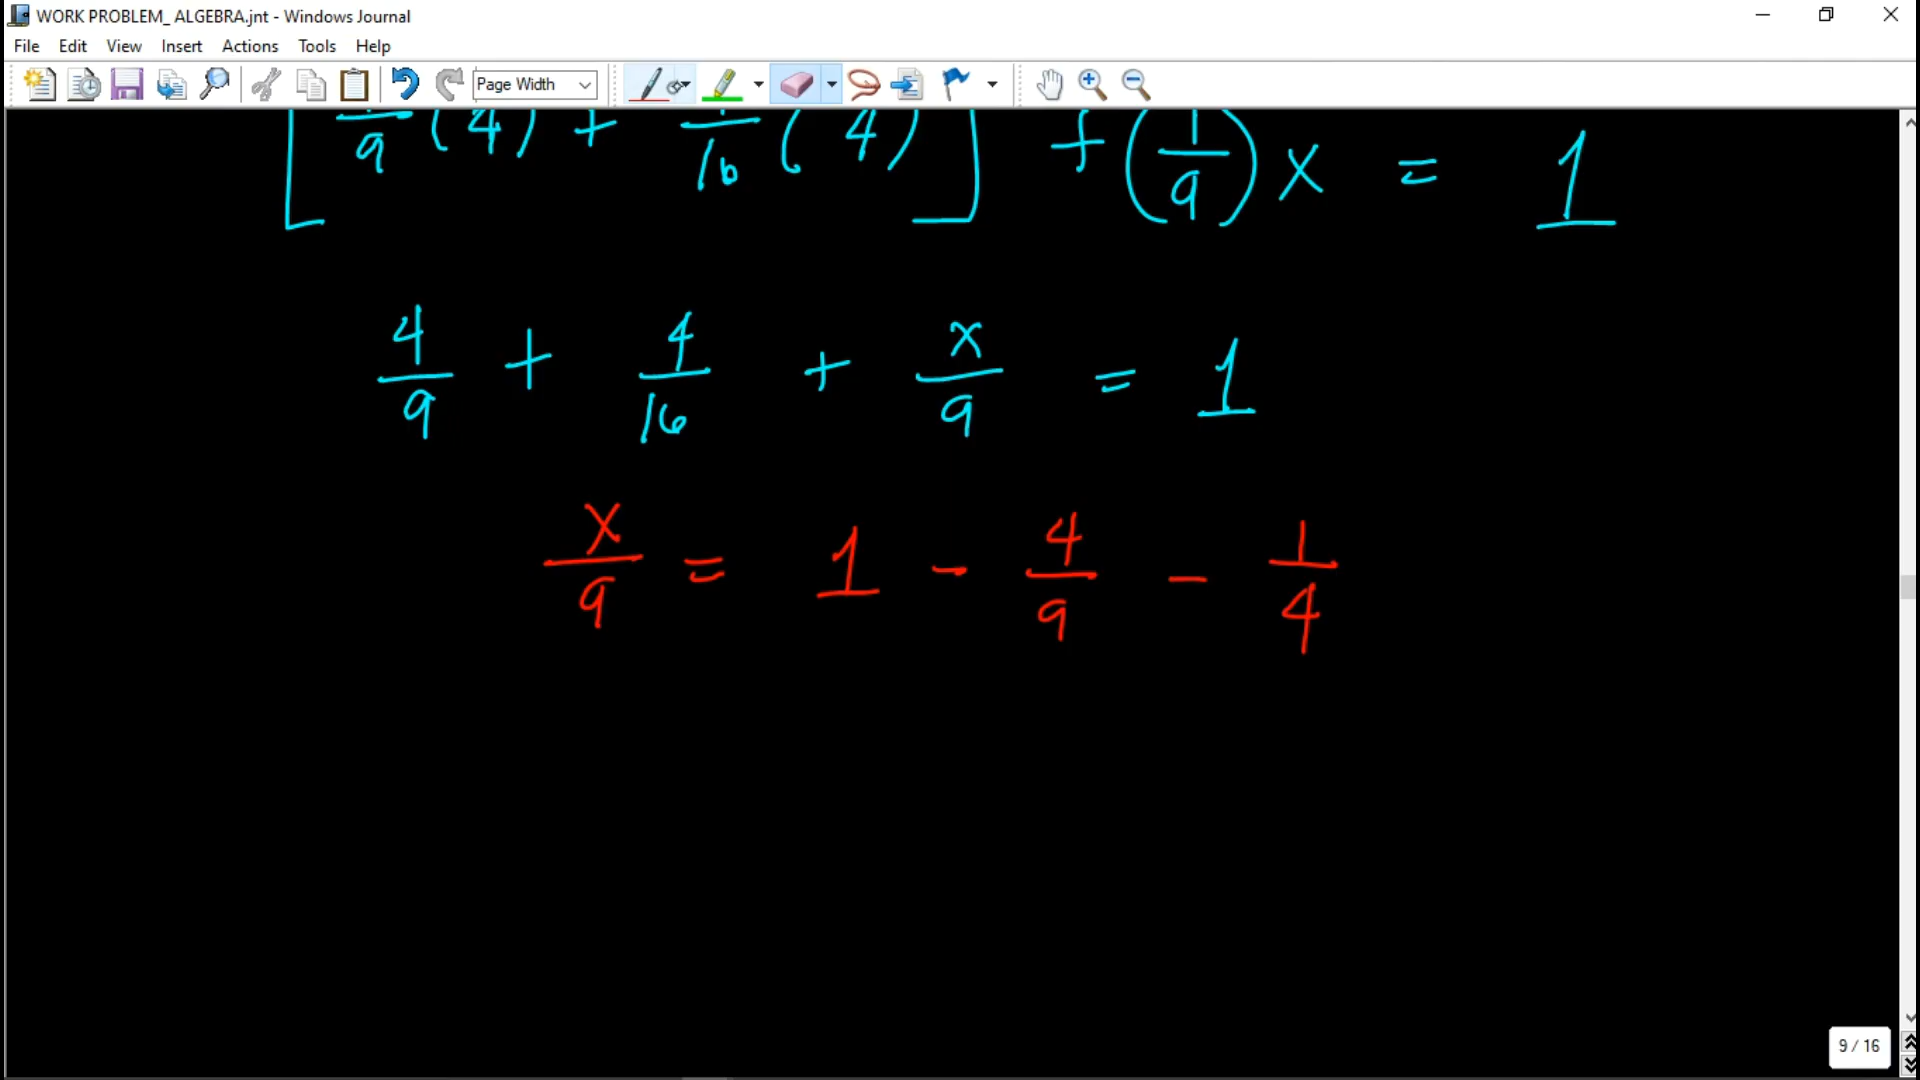 WORK PROBLEM_ ALGEBRA.jnt - Windows Journal
File Edit View Insert Actions Tools Help
Page Width
[ 1/9 (4) + 1/16 (4) ] + (1/9) x = 1
4/9 + 4/16 + x/9 = 1
x/9 = 1 - 4/9 - 1/4
9 / 16